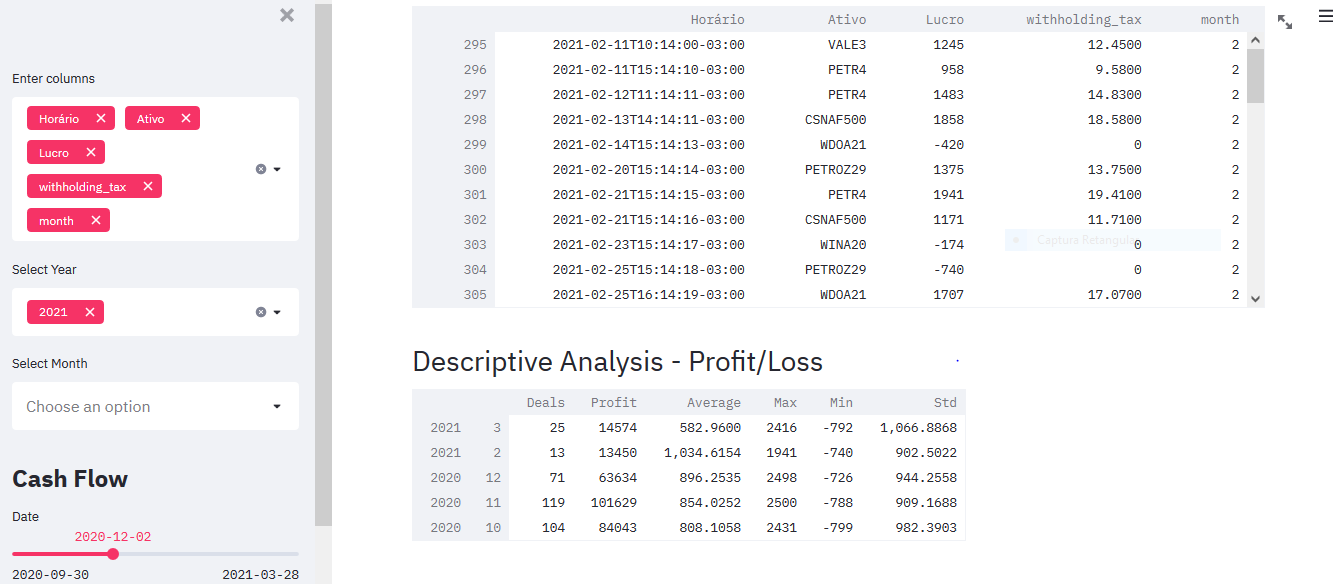 Enter columns
Horário
Ativo
Lucro
withholding_tax
month
Select Year
2021
Select Month
Choose an option
Cash Flow
Date
2020-12-02
2020-09-30 2021-03-28
Horário Ativo Lucro withholding_tax month
295 2021-02-11T10:14:00-03:00 VALE3 1245 12.4500 2
296 2021-02-11T15:14:10-03:00 PETR4 958 9.5800 2
297 2021-02-12T11:14:11-03:00 PETR4 1483 14.8300 2
298 2021-02-13T14:14:11-03:00 CSNAF500 1858 18.5800 2
299 2021-02-14T15:14:13-03:00 WDOA21 -420 0 2
300 2021-02-20T15:14:14-03:00 PETROZ29 1375 13.7500 2
301 2021-02-21T15:14:15-03:00 PETR4 1941 19.4100 2
302 2021-02-21T15:14:16-03:00 CSNAF500 1171 11.7100 2
Captura Retangular
303 2021-02-23T15:14:17-03:00 WINA20 -174 0 2
304 2021-02-25T15:14:18-03:00 PETROZ29 -740 0 2
305 2021-02-25T16:14:19-03:00 WDOA21 1707 17.0700 2
Descriptive Analysis - Profit/Loss
Deals Profit Average Max Min Std
2021 3 25 14574 582.9600 2416 -792 1,066.8868
2021 2 13 13450 1,034.6154 1941 -740 902.5022
2020 12 71 63634 896.2535 2498 -726 944.2558
2020 11 119 101629 854.0252 2500 -788 909.1688
2020 10 104 84043 808.1058 2431 -799 982.3903